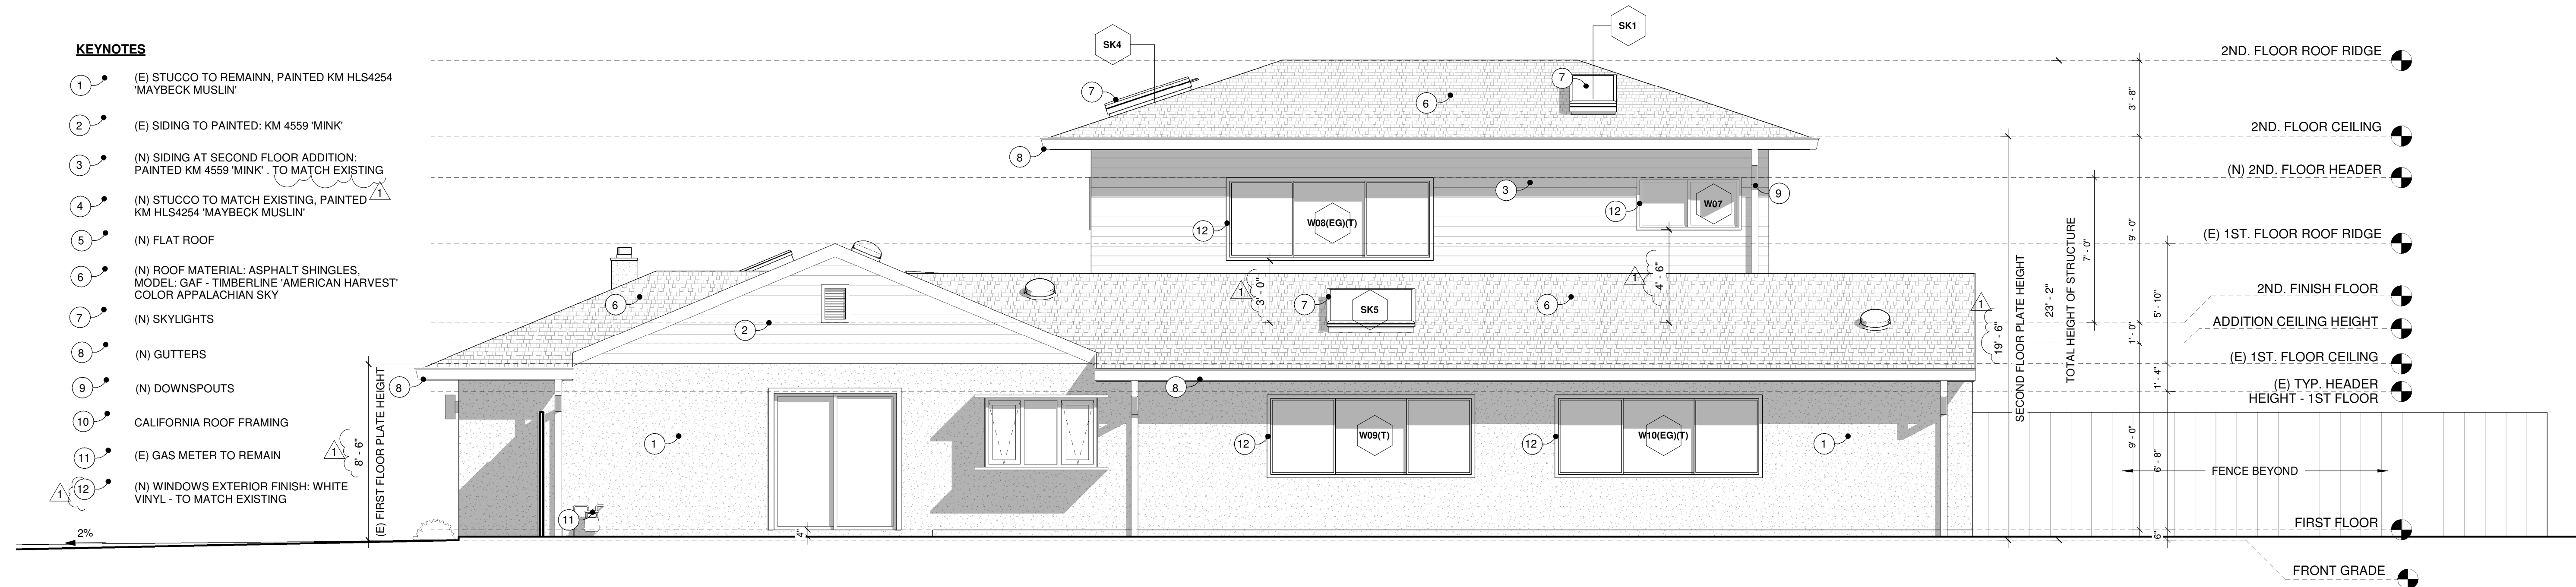 KEYNOTES
1
(E) STUCCO TO REMAINN, PAINTED KM HLS4254
'MAYBECK MUSLIN'
2
(E) SIDING TO PAINTED: KM 4559 'MINK'
3
(N) SIDING AT SECOND FLOOR ADDITION:
PAINTED KM 4559 'MINK' . TO MATCH EXISTING
1
4
(N) STUCCO TO MATCH EXISTING, PAINTED
KM HLS4254 'MAYBECK MUSLIN'
5
(N) FLAT ROOF
6
(N) ROOF MATERIAL: ASPHALT SHINGLES,
MODEL: GAF - TIMBERLINE 'AMERICAN HARVEST'
COLOR APPALACHIAN SKY
7
(N) SKYLIGHTS
8
(N) GUTTERS
9
(N) DOWNSPOUTS
10
CALIFORNIA ROOF FRAMING
11
(E) GAS METER TO REMAIN
1
12
(N) WINDOWS EXTERIOR FINISH: WHITE
VINYL - TO MATCH EXISTING
2%
1
8' - 6"
(E) FIRST FLOOR PLATE HEIGHT
SK4
SK1
7
6
7
8
3
9
12
W08(EG)(T)
12
W07
6
2
1
3' - 0"
7
SK5
6
1
4' - 6"
8
8
1
12
W09(T)
12
W10(EG)(T)
1
11
4"
1
19' - 6"
SECOND FLOOR PLATE HEIGHT
23' - 2"
TOTAL HEIGHT OF STRUCTURE
7' - 0"
3' - 8"
9' - 0"
1' - 0"
9' - 0"
5' - 10"
1' - 4"
6' - 8"
6"
2ND. FLOOR ROOF RIDGE
2ND. FLOOR CEILING
(N) 2ND. FLOOR HEADER
(E) 1ST. FLOOR ROOF RIDGE
2ND. FINISH FLOOR
ADDITION CEILING HEIGHT
(E) 1ST. FLOOR CEILING
(E) TYP. HEADER
HEIGHT - 1ST FLOOR
FENCE BEYOND
FIRST FLOOR
FRONT GRADE